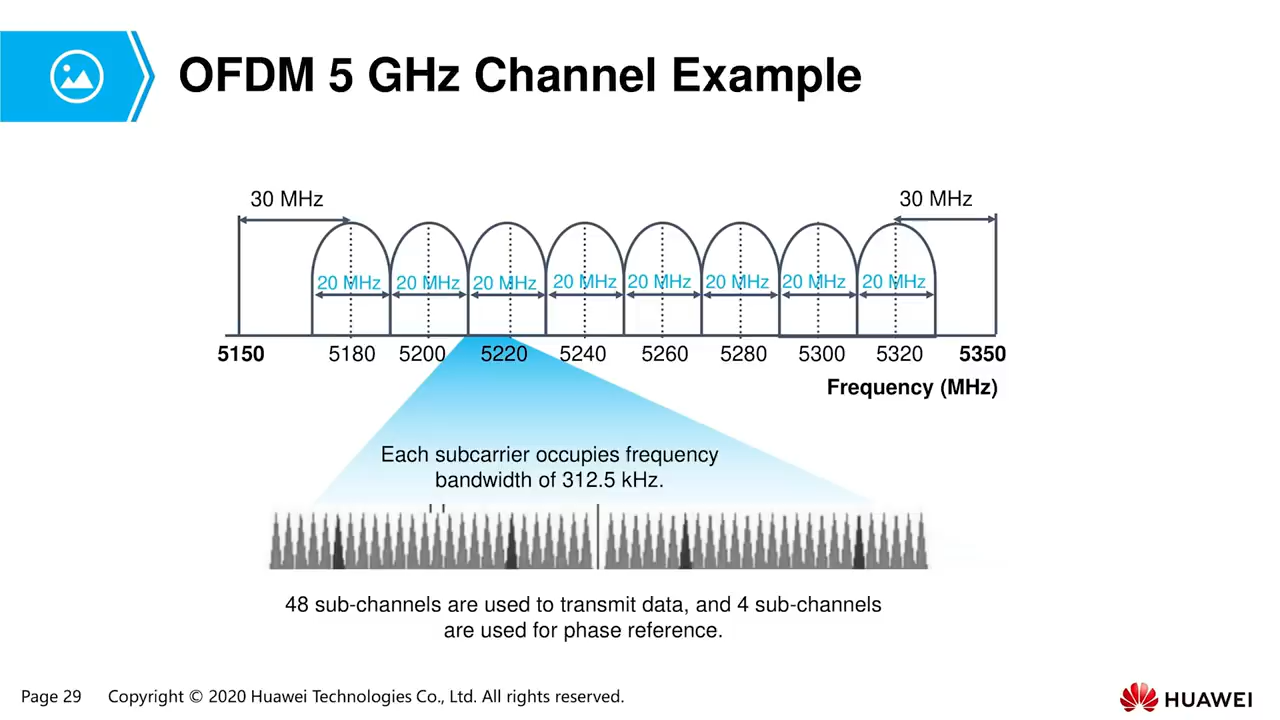 OFDM 5 GHz Channel Example
30 MHz 30 MHz
20 MHz 20 MHz 20 MHz 20 MHz 20 MHz 20 MHz 20 MHz 20 MHz
5150 5180 5200 5220 5240 5260 5280 5300 5320 5350
Frequency (MHz)
Each subcarrier occupies frequency
bandwidth of 312.5 kHz.
48 sub-channels are used to transmit data, and 4 sub-channels
are used for phase reference.
Page 29 Copyright © 2020 Huawei Technologies Co., Ltd. All rights reserved.
HUAWEI